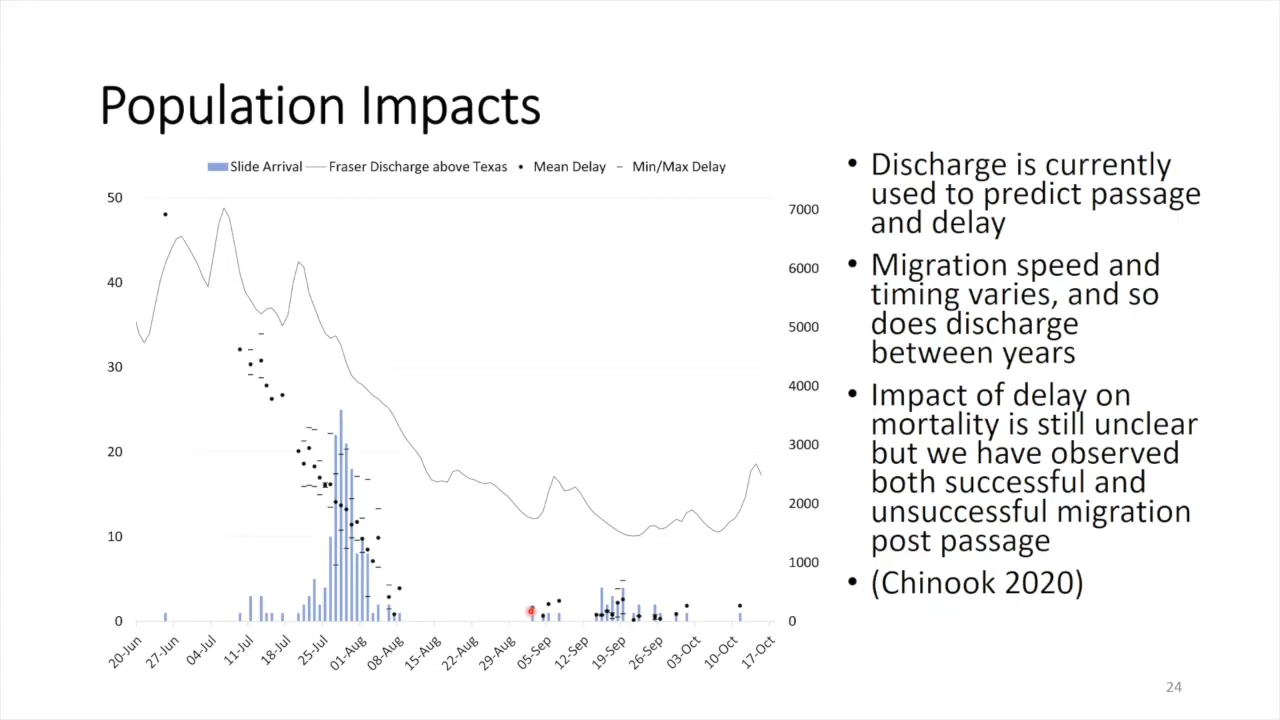 Population Impacts
Slide Arrival Fraser Discharge above Texas Mean Delay Min/Max Delay
50
40
30
20
10
0
7000
6000
5000
4000
3000
2000
1000
0
20-Jun 27-Jun 04-Jul 11-Jul 18-Jul 25-Jul 01-Aug 08-Aug 15-Aug 22-Aug 29-Aug 05-Sep 12-Sep 19-Sep 26-Sep 03-Oct 10-Oct 17-Oct
• Discharge is currently
used to predict passage
and delay
• Migration speed and
timing varies, and so
does discharge
between years
• Impact of delay on
mortality is still unclear
but we have observed
both successful and
unsuccessful migration
post passage
• (Chinook 2020)
24